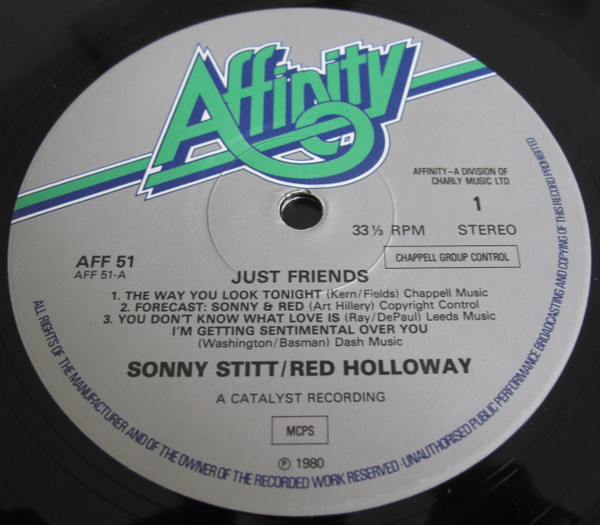 Affinity
AFFINITY–A DIVISION OF
CHARLY MUSIC LTD
1
33⅓ RPM STEREO
CHAPPELL GROUP CONTROL
AFF 51
AFF 51-A
JUST FRIENDS
1. THE WAY YOU LOOK TONIGHT (Kern/Fields) Chappell Music
2. FORECAST: SONNY & RED (Art Hillery) Copyright Control
3. YOU DON'T KNOW WHAT LOVE IS (Ray/DePaul) Leeds Music
I'M GETTING SENTIMENTAL OVER YOU
(Washington/Basman) Dash Music
SONNY STITT/RED HOLLOWAY
A CATALYST RECORDING
MCPS
℗ 1980
ALL RIGHTS OF THE MANUFACTURER AND OF THE OWNER OF THE RECORDED WORK RESERVED·UNAUTHORISED PUBLIC PERFORMANCE BROADCASTING AND COPYING OF THIS RECORD PROHIBITED